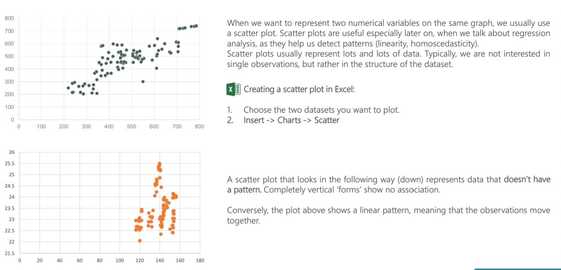 When we want to represent two numerical variables on the same graph, we usually use
a scatter plot. Scatter plots are useful especially later on, when we talk about regression
analysis, as they help us detect patterns (linearity, homoscedasticity).
Scatter plots usually represent lots and lots of data. Typically, we are not interested in
single observations, but rather in the structure of the dataset.
Creating a scatter plot in Excel:
1. Choose the two datasets you want to plot.
2. Insert -> Charts -> Scatter
800
700
600
500
400
300
200
100
0
0 100 200 300 400 500 600 700 800
A scatter plot that looks in the following way (down) represents data that doesn't have
a pattern. Completely vertical 'forms' show no association.
Conversely, the plot above shows a linear pattern, meaning that the observations move
together.
26
25.5
25
24.5
24
23.5
23
22.5
22
21.5
0 20 40 60 80 100 120 140 160 180